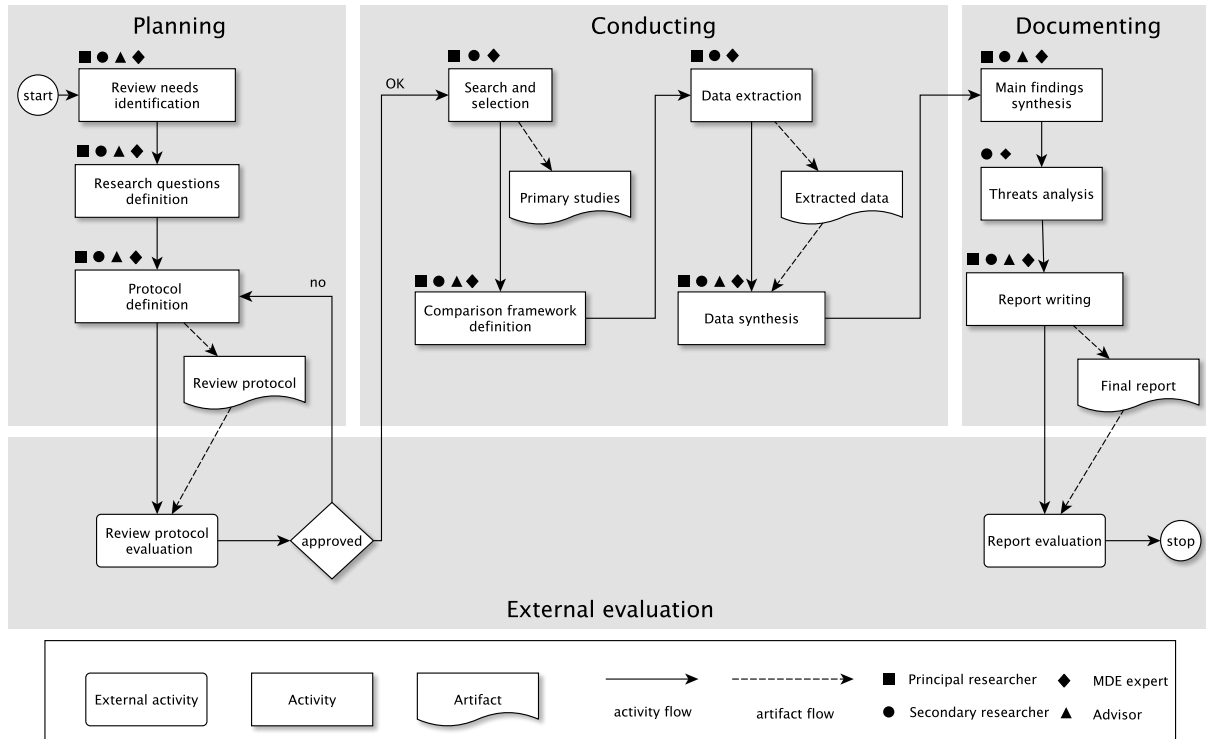 Planning
start
Review needs
identification
Research questions
definition
Protocol
definition
no
Review protocol
Conducting
OK
Search and
selection
Primary studies
Comparison framework
definition
Data extraction
Extracted data
Data synthesis
Documenting
Main findings
synthesis
Threats analysis
Report writing
Final report
Review protocol
evaluation
approved
Report evaluation
stop
External evaluation
External activity
Activity
Artifact
activity flow
artifact flow
Principal researcher
MDE expert
Secondary researcher
Advisor